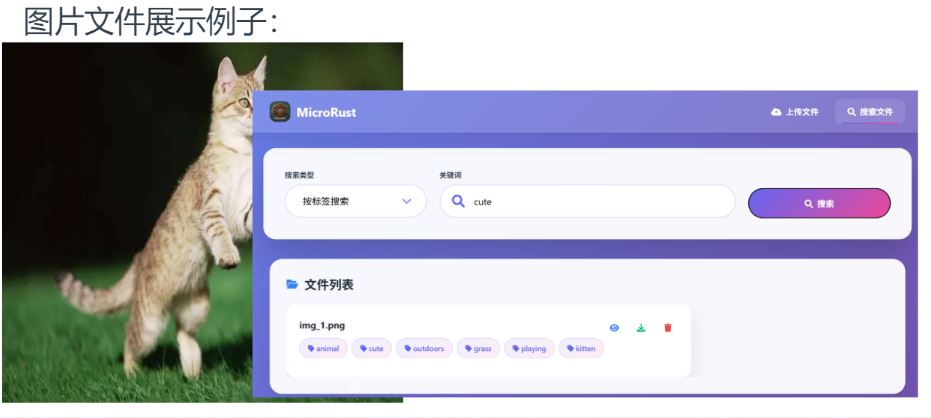 图片文件展示例子：
MicroRust
上传文件
搜索文件
搜索类型
关键词
按标签搜索
cute
搜索
文件列表
img_1.png
animal
cute
outdoors
grass
playing
kitten